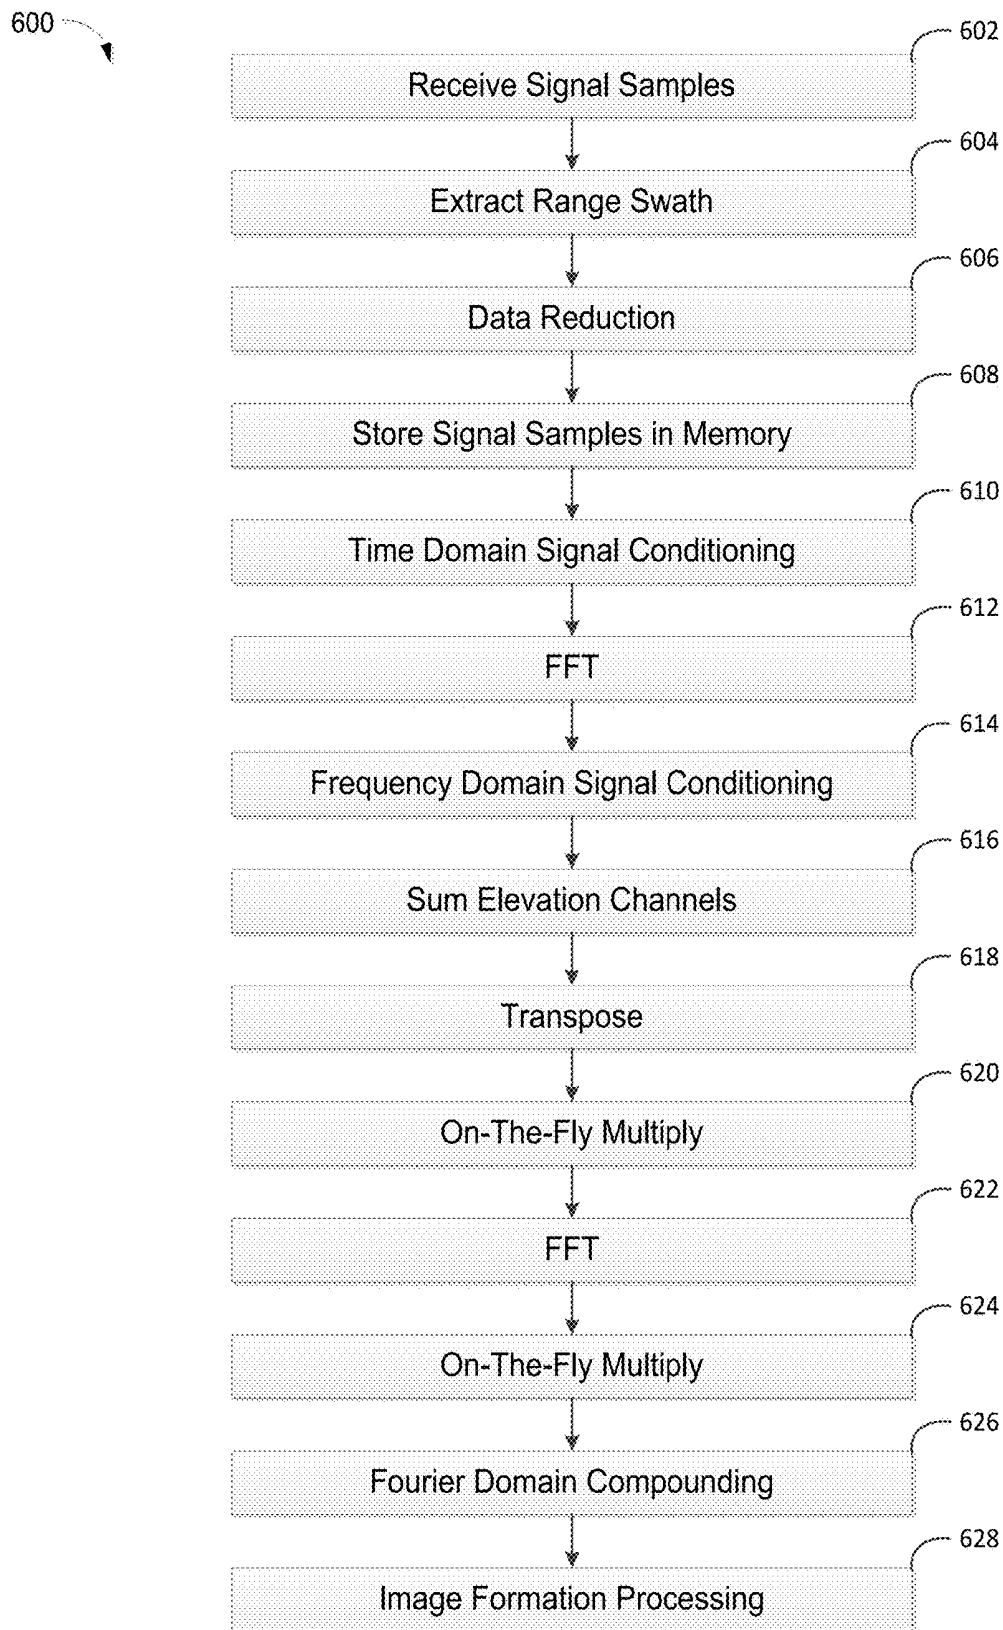 600
602
Receive Signal Samples
604
Extract Range Swath
606
Data Reduction
608
Store Signal Samples in Memory
610
Time Domain Signal Conditioning
612
FFT
614
Frequency Domain Signal Conditioning
616
Sum Elevation Channels
618
Transpose
620
On-The-Fly Multiply
622
FFT
624
On-The-Fly Multiply
626
Fourier Domain Compounding
628
Image Formation Processing